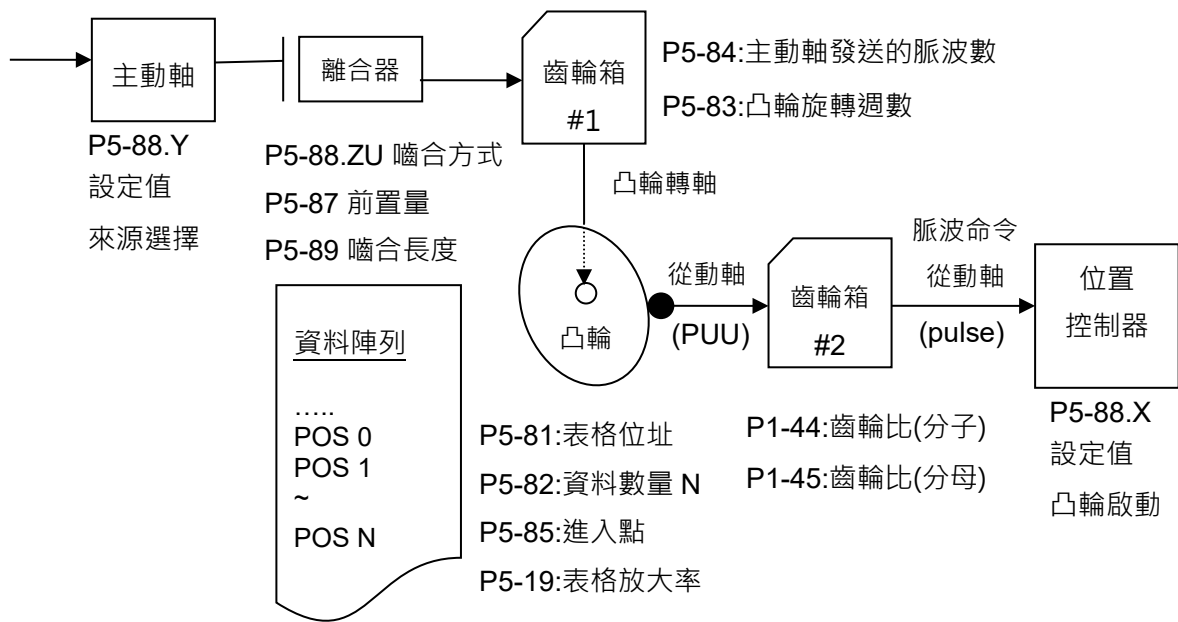 主動軸
P5-88.Y
設定值
來源選擇
離合器
P5-88.ZU 嚙合方式
P5-87 前置量
P5-89 嚙合長度
齒輪箱
#1
P5-84:主動軸發送的脈波數
P5-83:凸輪旋轉週數
凸輪轉軸
凸輪
從動軸
(PUU)
齒輪箱
#2
脈波命令
從動軸
(pulse)
位置
控制器
P5-88.X
設定值
凸輪啟動
資料陣列
…..
POS 0
POS 1
~
POS N
P5-81:表格位址
P5-82:資料數量 N
P5-85:進入點
P5-19:表格放大率
P1-44:齒輪比(分子)
P1-45:齒輪比(分母)